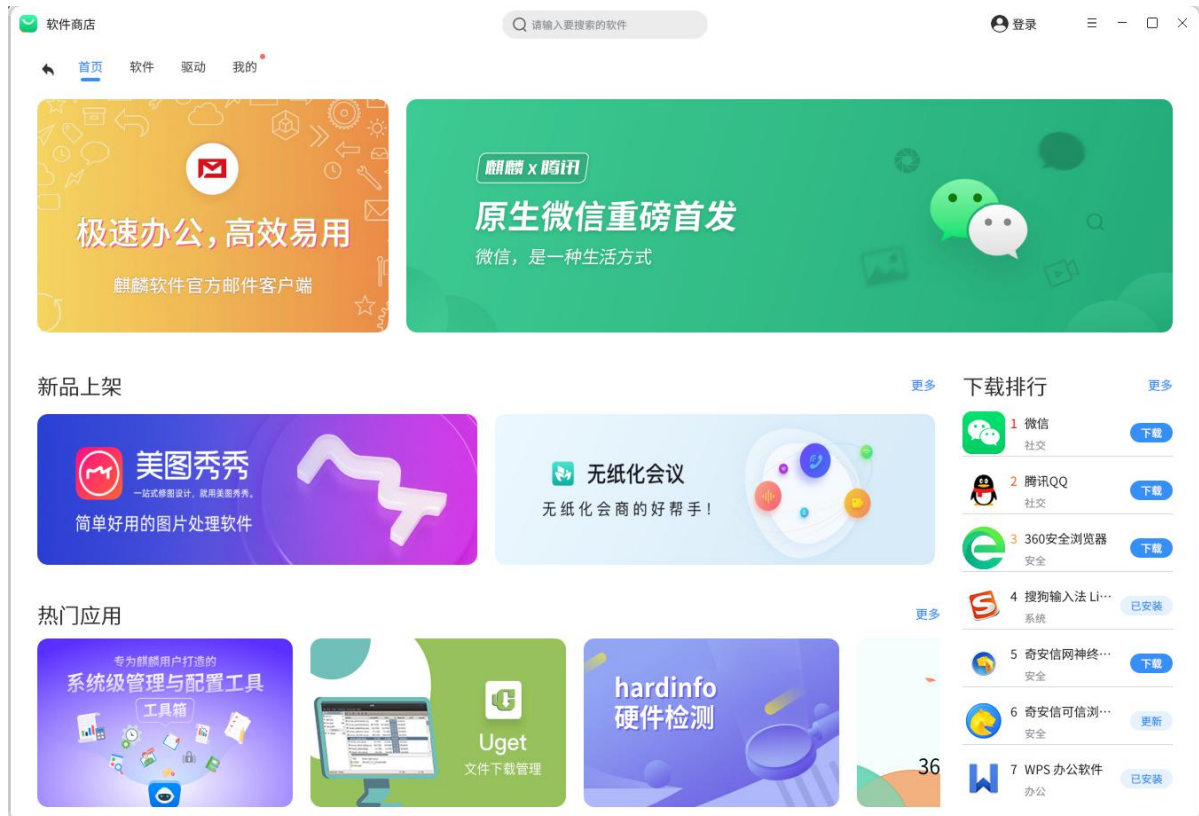 软件商店
请输入要搜索的软件
登录
首页 软件 驱动 我的
极速办公,高效易用
麒麟软件官方邮件客户端
麒麟 x 腾讯
原生微信重磅首发
微信，是一种生活方式
新品上架
更多
美图秀秀
一站式修图设计，就用美图秀秀。
简单好用的图片处理软件
无纸化会议
无纸化会商的好帮手!
热门应用
更多
专为麒麟用户打造的
系统级管理与配置工具
工具箱
Uget
文件下载管理
hardinfo
硬件检测
36
下载排行
更多
1 微信
社交
下载
2 腾讯QQ
社交
下载
3 360安全浏览器
安全
下载
4 搜狗输入法 Li…
系统
已安装
5 奇安信网神终…
安全
下载
6 奇安信可信浏…
安全
更新
7 WPS 办公软件
办公
已安装